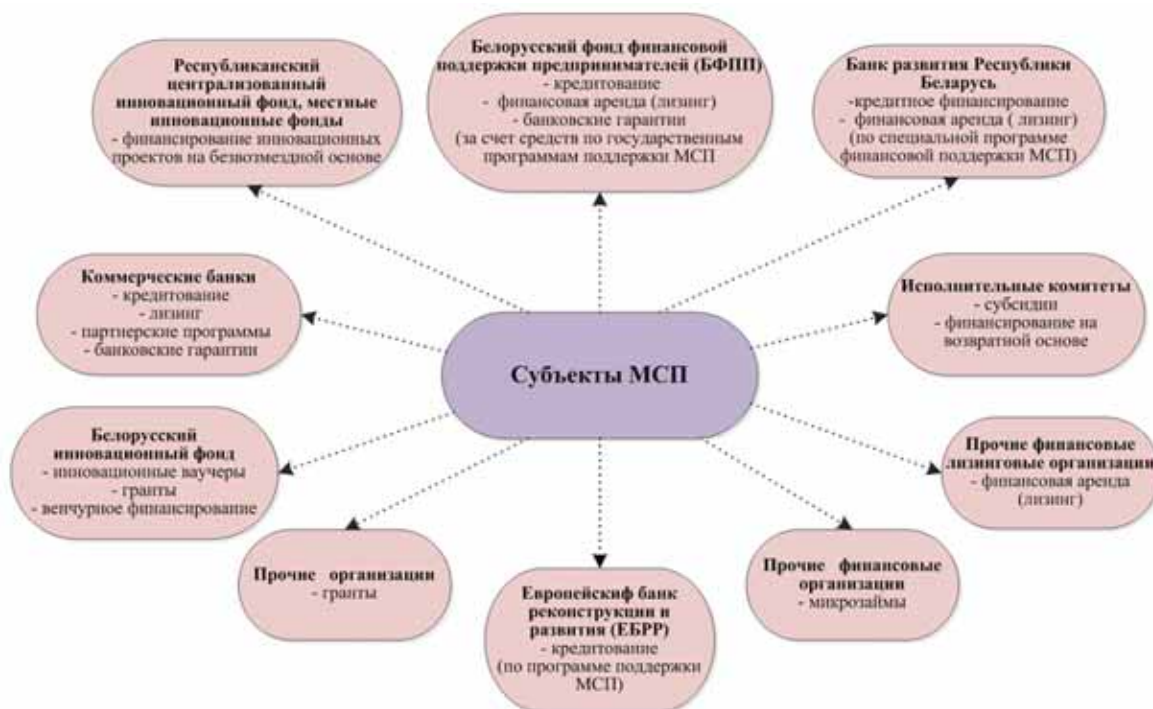 Республиканский
централизованный
инновационный фонд, местные
инновационные фонды
- финансирование инновационных
проектов на безвозмездной основе
Белорусский фонд финансовой
поддержки предпринимателей (БФПП)
- кредитование
- финансовая аренда (лизинг)
- банковские гарантии
(за счет средств по государственным
программам поддержки МСП
Банк развития Республики
Беларусь
-кредитное финансирование
- финансовая аренда ( лизинг)
(по специальной программе
финансовой поддержки МСП)
Коммерческие банки
- кредитование
- лизинг
- партнерские программы
- банковские гарантии
Субъекты МСП
Исполнительные комитеты
- субсидии
- финансирование на
возвратной основе
Белорусский
инновационный фонд
- инновационные ваучеры
- гранты
- венчурное финансирование
Прочие финансовые
лизинговые организации
- финансовая аренда
(лизинг)
Прочие организации
- гранты
Европейскиф банк
реконструкции и
развития (ЕБРР)
- кредитование
(по программе поддержки
МСП)
Прочие финансовые
организации
- микрозаймы